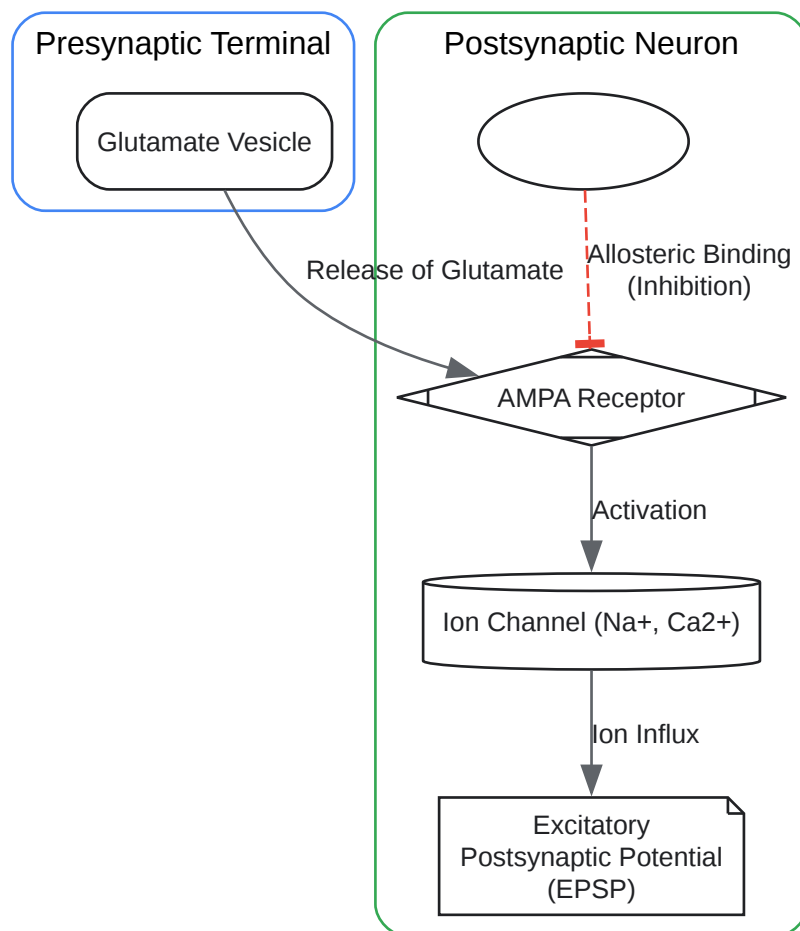 Presynaptic Terminal
Postsynaptic Neuron
Glutamate Vesicle
Release of Glutamate
Allosteric Binding
(Inhibition)
AMPA Receptor
Activation
Ion Channel (Na+, Ca2+)
Ion Influx
Excitatory
Postsynaptic Potential
(EPSP)